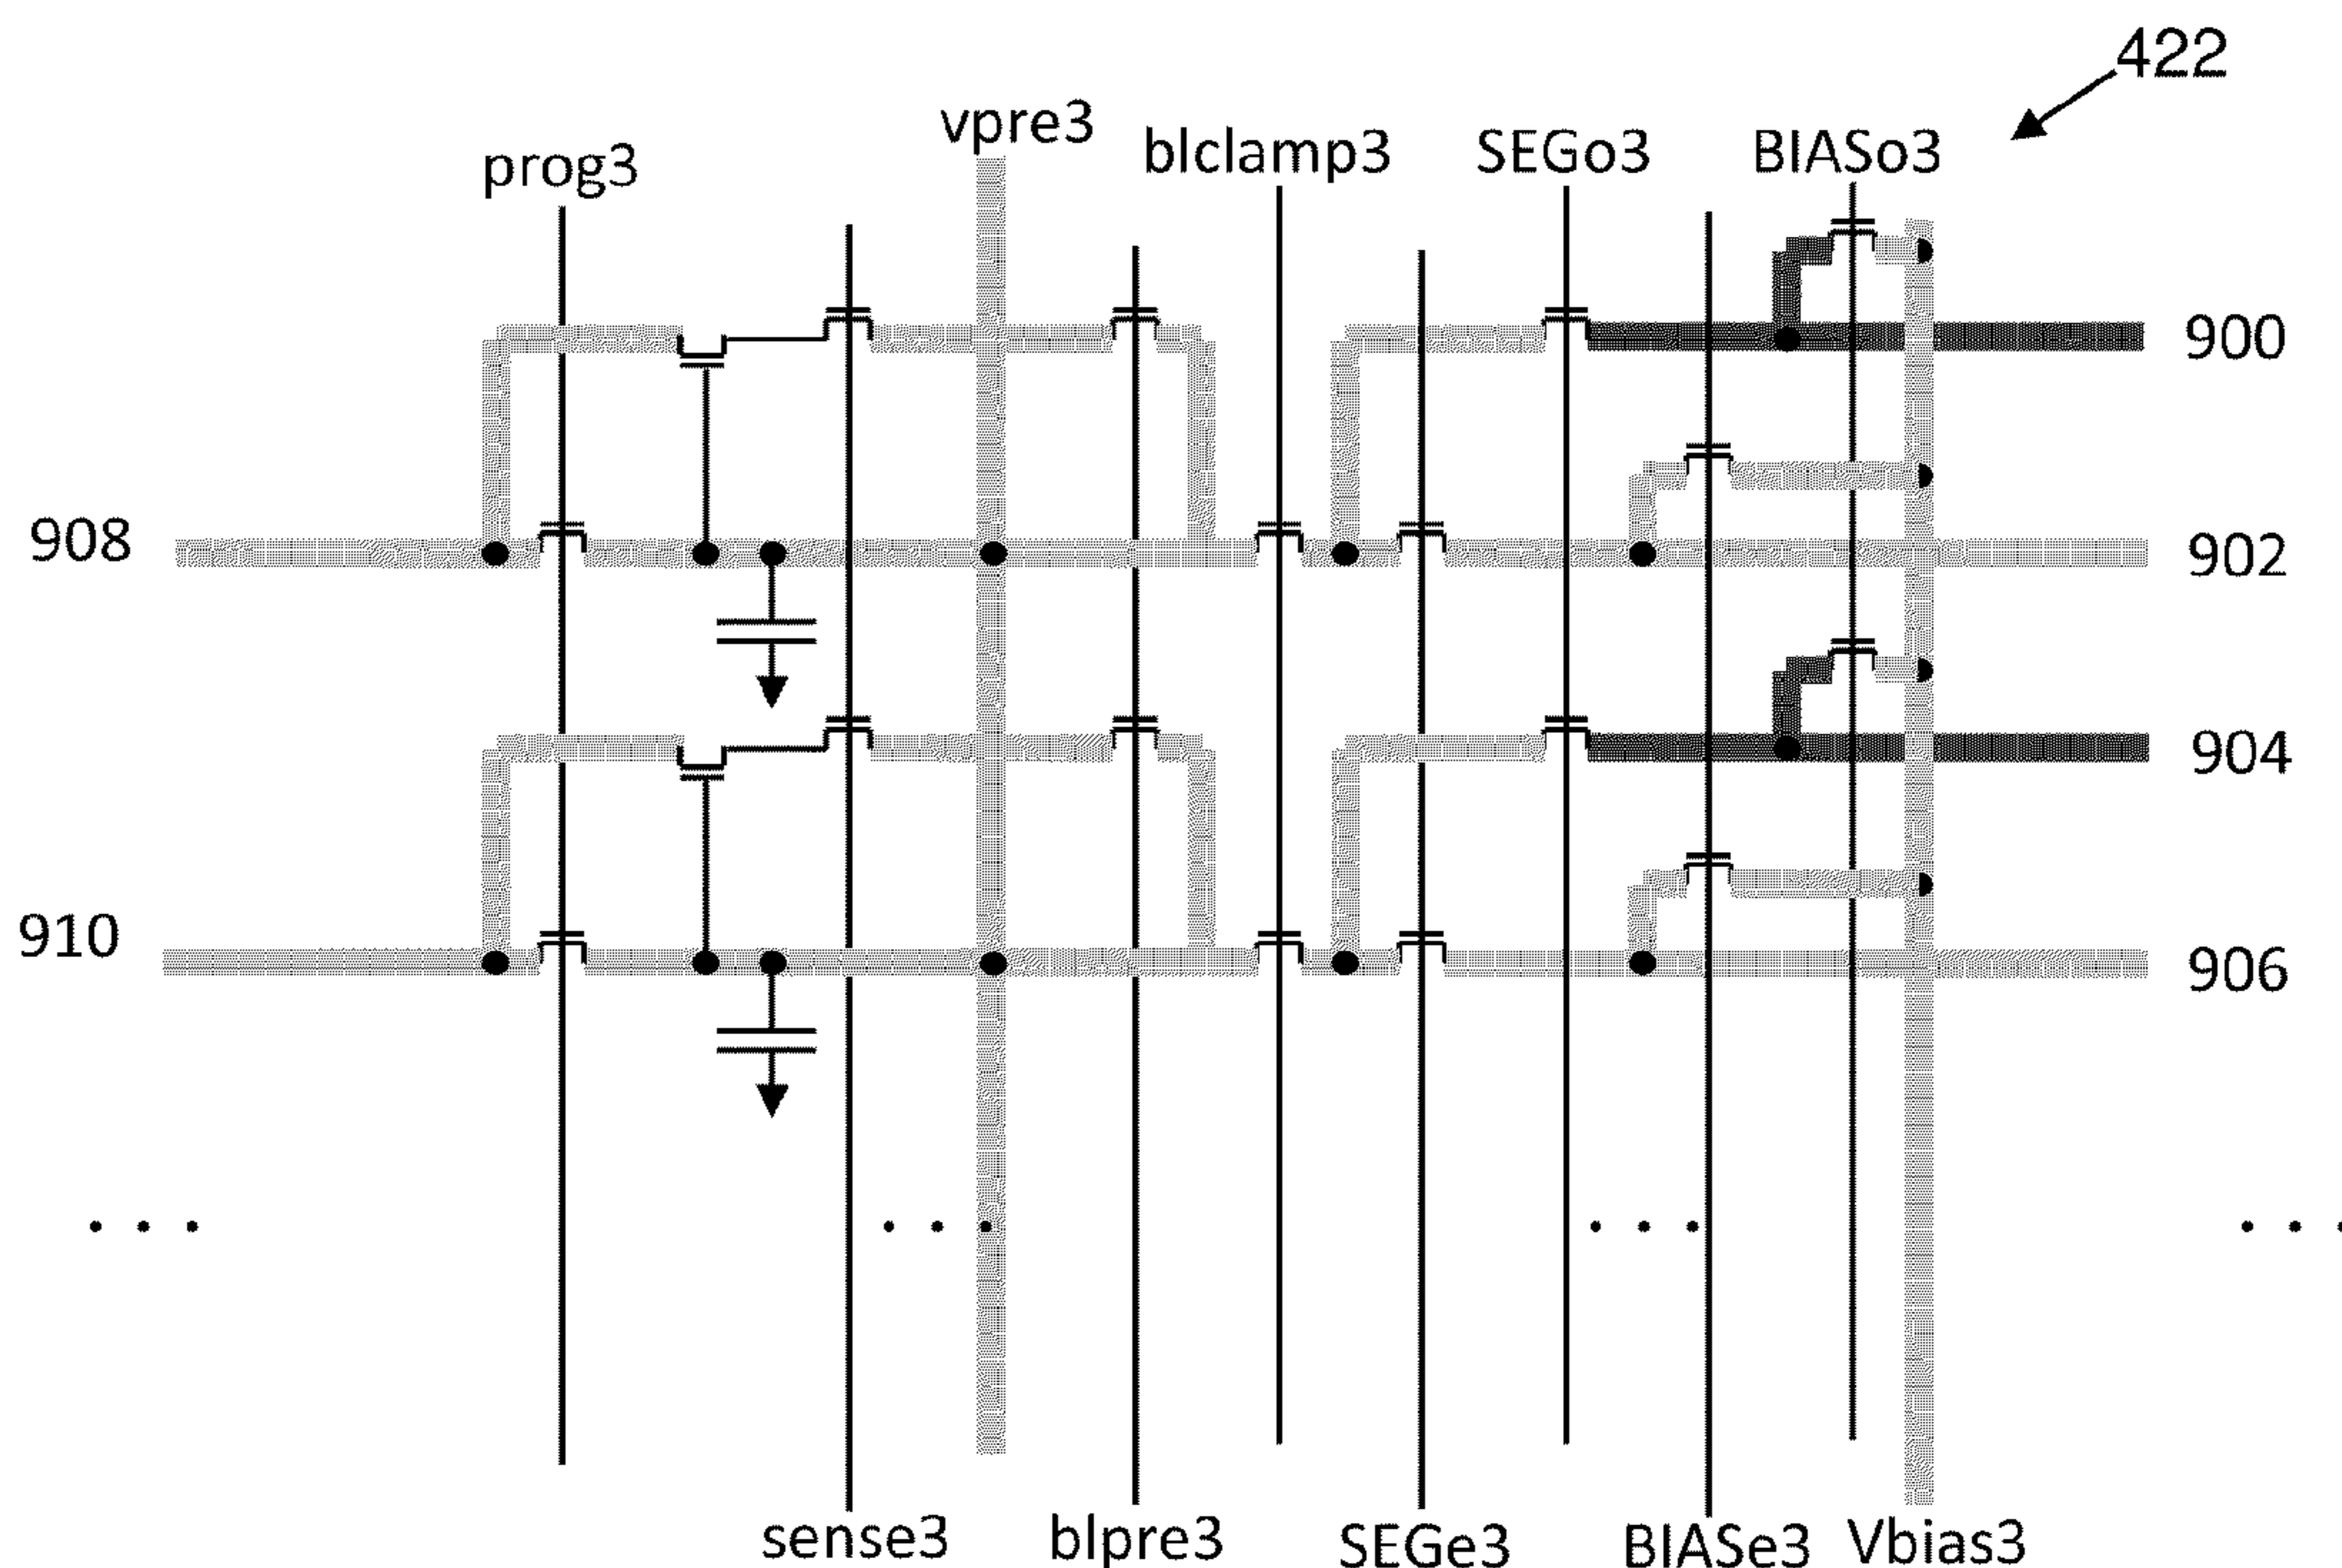 422
vpre3
prog3
blclamp3
SEGo3
BIASo3
900
908
902
904
910
906
. . .
. . .
. . .
. . .
sense3
blpre3
SEGe3
BIASe3
Vbias3